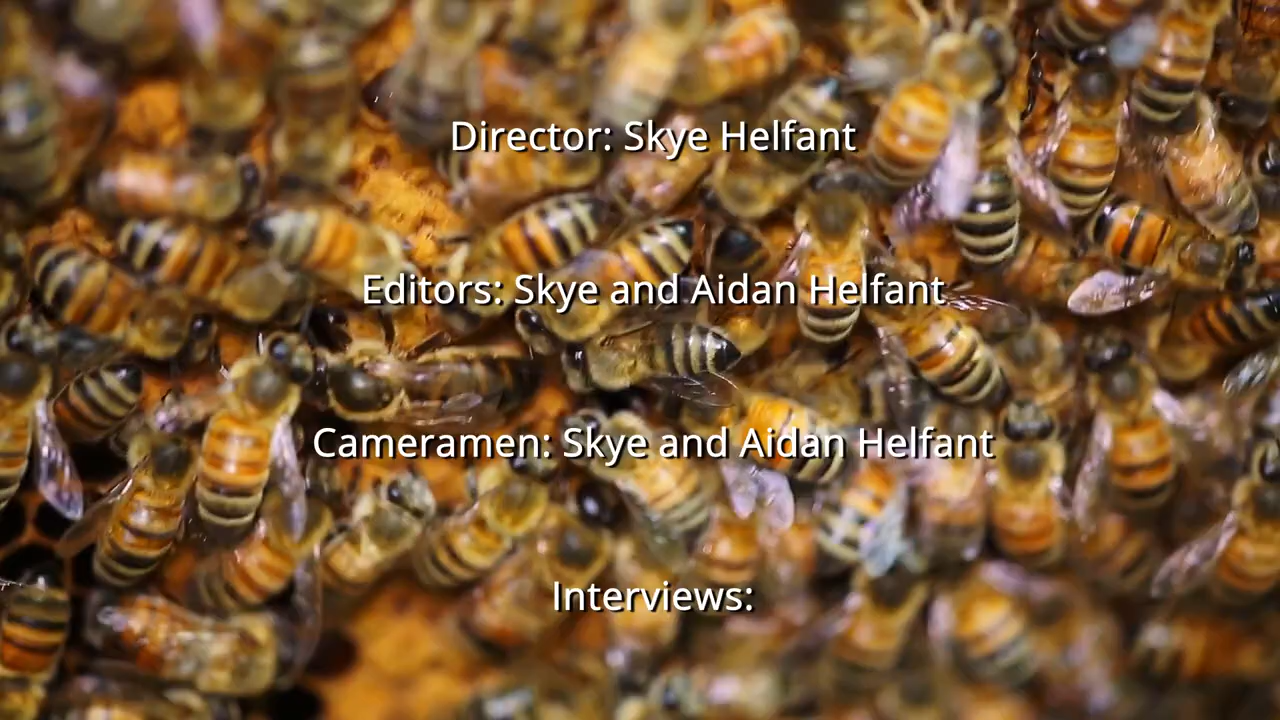 Director: Skye Helfant
Editors: Skye and Aidan Helfant
Cameramen: Skye and Aidan Helfant
Interviews: